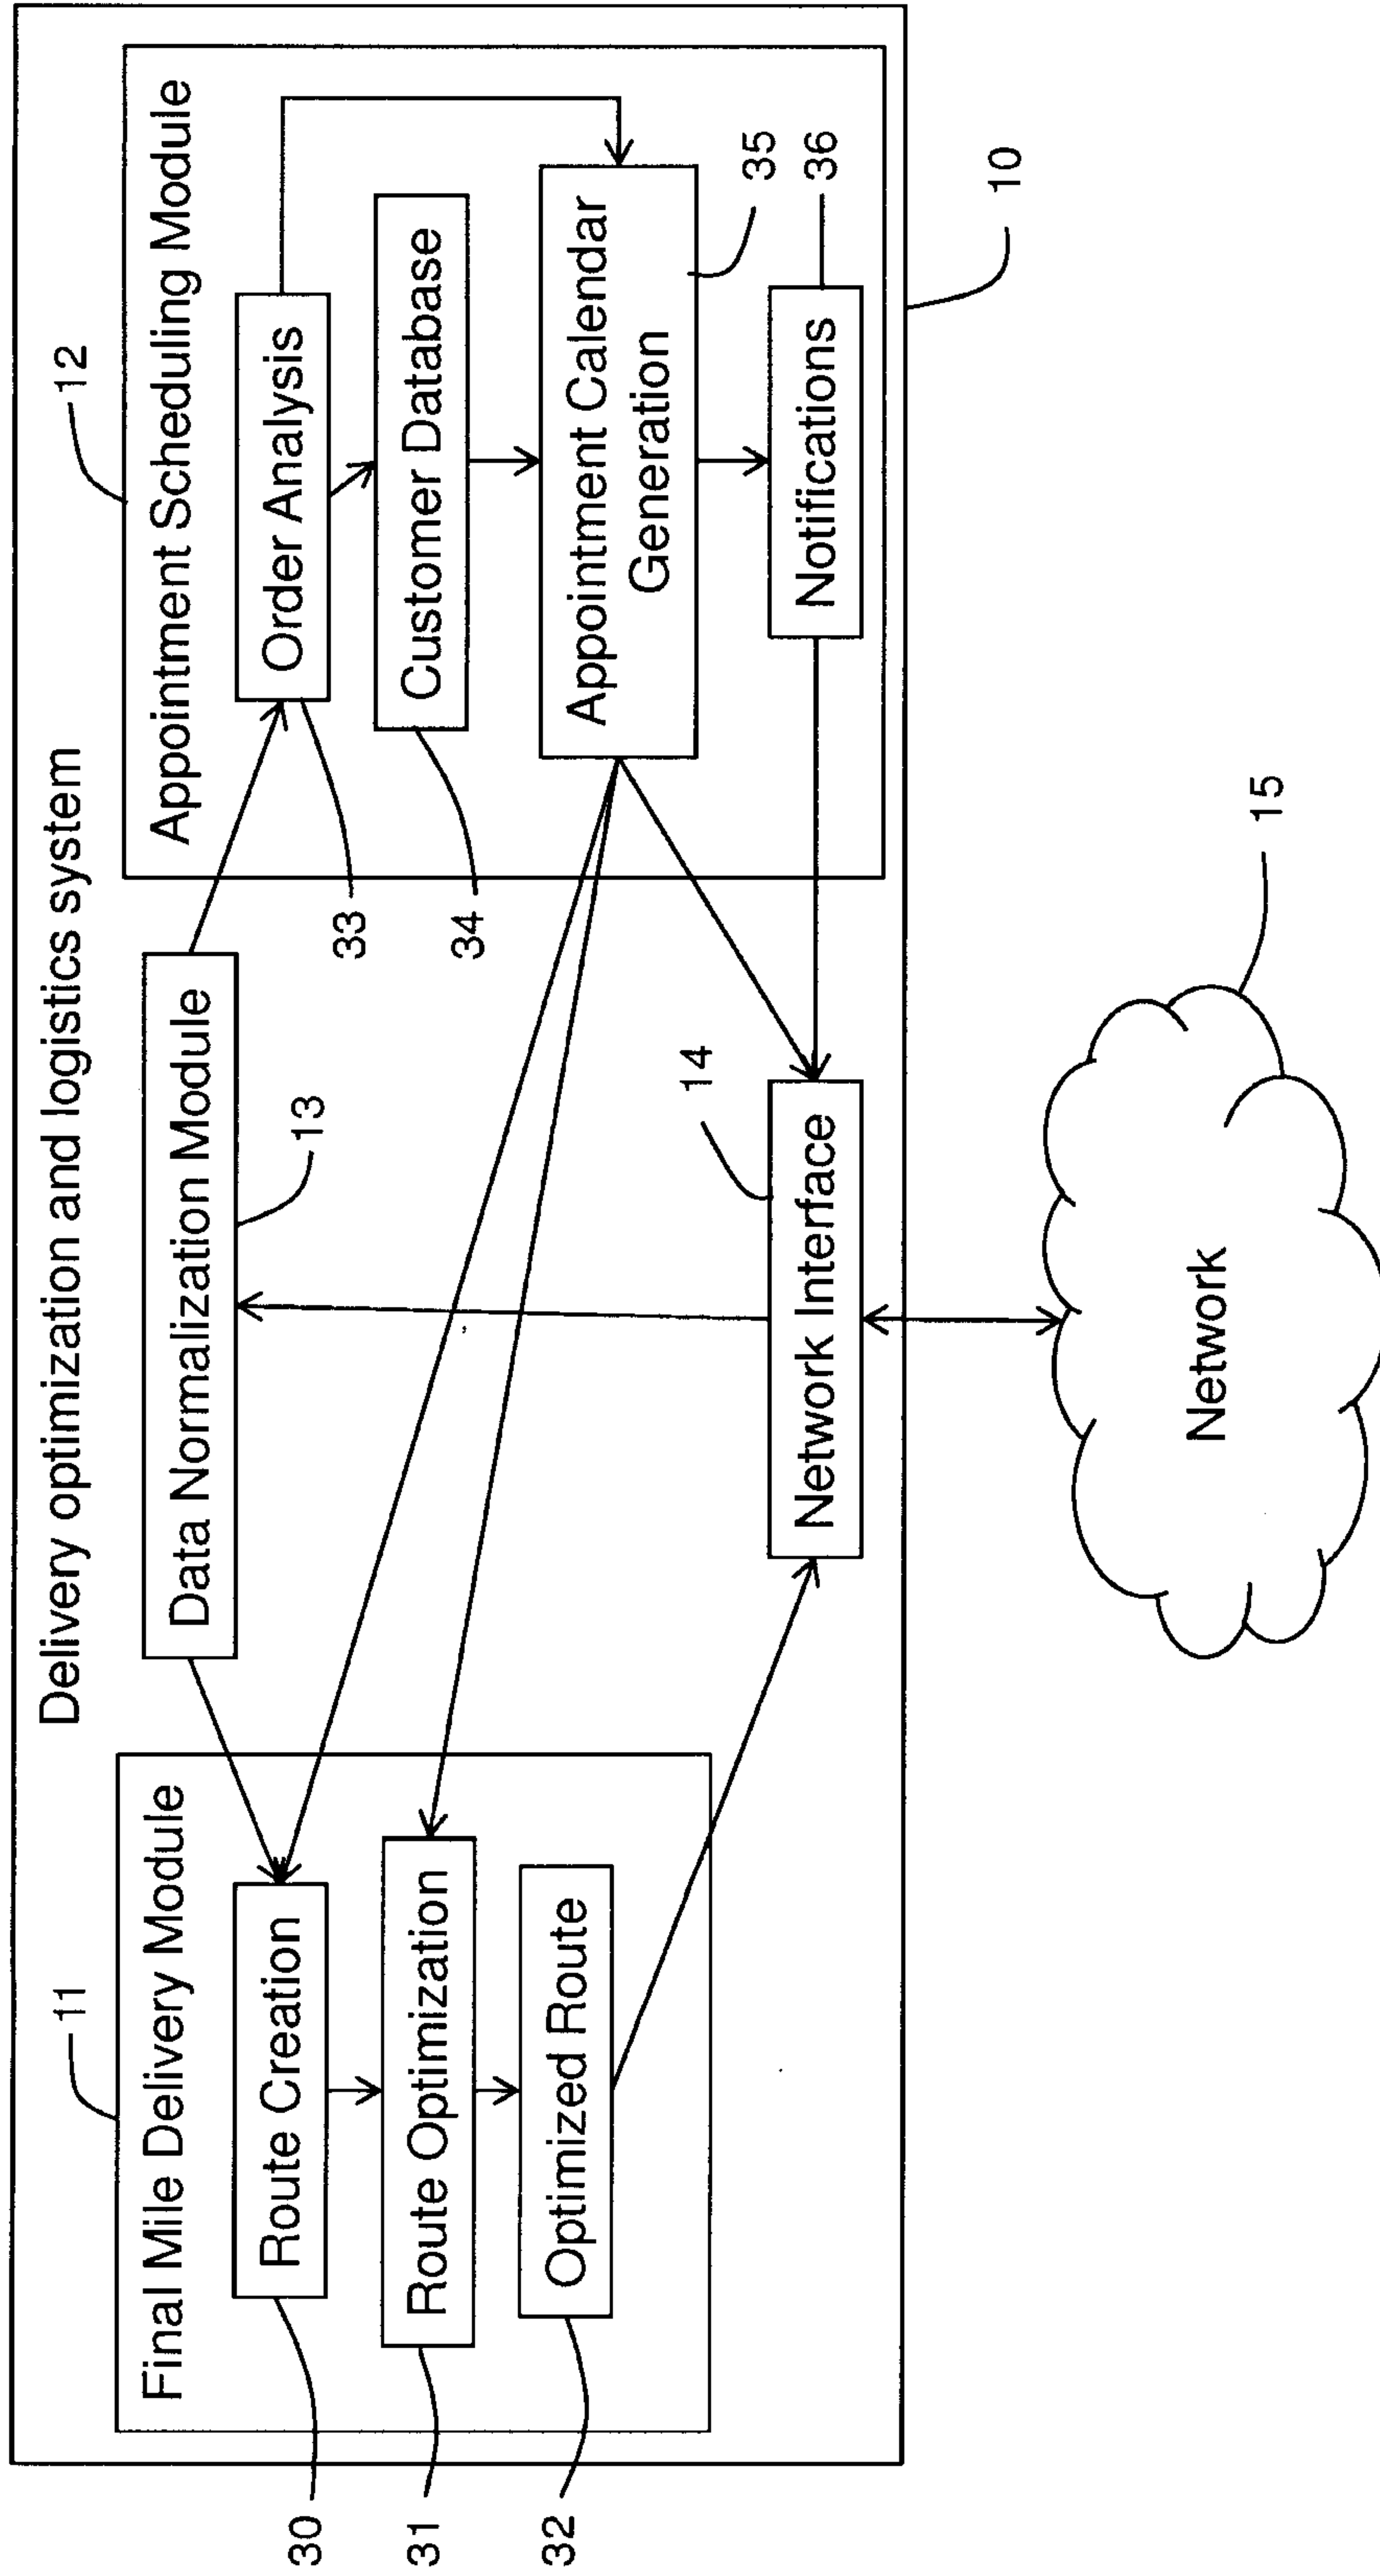 Delivery optimization and logistics system
11
Final Mile Delivery Module
Route Creation
30
Route Optimization
31
Optimized Route
32
Data Normalization Module
13
12
Appointment Scheduling Module
Order Analysis
33
Customer Database
34
Appointment Calendar
Generation
35
Notifications
36
14
Network Interface
10
Network
15